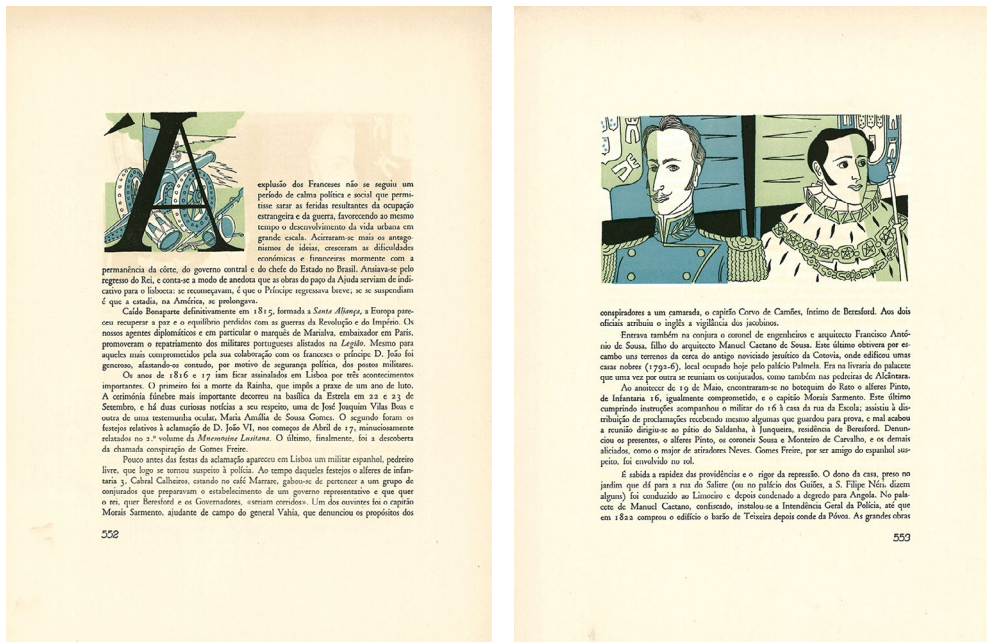 A
explusão dos Franceses não se seguiu um
período de calma política e social que permi-
tisse sarar as feridas resultantes da ocupação
estrangeira e da guerra, favorecendo ao mesmo
tempo o desenvolvimento da vida urbana em
grande escala. Acirraram-se mais os antago-
nismos de ideias, cresceram as dificuldades
económicas e financeiras mormente com a
permanência da côrte, do governo central e do chefe do Estado no Brasil. Ansiava-se pelo
regresso do Rei, e conta-se a modo de anedota que as obras do paço da Ajuda serviam de indi-
cativo para o lisboeta: se recomeçavam, é que o Príncipe regressava breve; se se suspendiam
é que a estadia, na América, se prolongava.
Caído Bonaparte definitivamente em 1815, formada a Santa Aliança, a Europa pare-
ceu recuperar a paz e o equilíbrio perdidos com as guerras da Revolução e do Império. Os
nossos agentes diplomáticos e em particular o marquês de Marialva, embaixador em Paris,
promoveram o repatriamento dos militares portugueses alistados na Legião. Mesmo para
aqueles mais comprometidos pela sua colaboração com os franceses o príncipe D. João foi
generoso, afastando-os contudo, por motivo de segurança política, dos postos militares.
Os anos de 1816 e 17 iam ficar assinalados em Lisboa por três acontecimentos
importantes. O primeiro foi a morte da Rainha, que impôs a praxe de um ano de luto.
A cerimónia fúnebre mais importante decorreu na basílica da Estrela em 22 e 23 de
Setembro, e há duas curiosas notícias a seu respeito, uma de José Joaquim Vilas Boas e
outra de uma testemunha ocular, Maria Amália de Sousa Gomes. O segundo foram os
festejos relativos à aclamação de D. João VI, nos começos de Abril de 17, minuciosamente
relatados no 2.º volume da Mnemosine Lusitana. O último, finalmente, foi a descoberta
da chamada conspiração de Gomes Freire.
Pouco antes das festas da aclamação apareceu em Lisboa um militar espanhol, pedreiro
livre, que logo se tornou suspeito à polícia. Ao tempo daqueles festejos o alferes de infan-
taria 3, Cabral Calheiros, estando no café Marrare, gabou-se de pertencer a um grupo de
conjurados que preparavam o estabelecimento de um governo representativo e que quer
o rei, quer Beresford e os Governadores, «seriam corridos». Um dos ouvintes foi o capitão
Morais Sarmento, ajudante de campo do general Vahia, que denunciou os propósitos dos
552
conspiradores a um camarada, o capitão Corvo de Camões, íntimo de Beresford. Aos dois
oficiais atribuiu o inglês a vigilância dos jacobinos.
Entrava também na conjura o coronel de engenheiros e arquitecto Francisco Antó-
nio de Sousa, filho do arquitecto Manuel Caetano de Sousa. Este último obtivera por es-
cambo uns terrenos da cerca do antigo noviciado jesuítico da Cotovia, onde edificou umas
casas nobres (1792-6), local ocupado hoje pelo palácio Palmela. Era na livraria do palacete
que uma vez por outra se reuniam os conjurados, como também nas pedreiras de Alcântara.
Ao anoitecer de 19 de Maio, encontraram-se no botequim do Rato o alferes Pinto,
de Infantaria 16, igualmente comprometido, e o capitão Morais Sarmento. Este último
cumprindo instruções acompanhou o militar do 16 à casa da rua da Escola; assistiu à dis-
tribuição de proclamações recebendo mesmo algumas que guardou para prova, e mal acabou
a reunião dirigiu-se ao pátio do Saldanha, à Junqueira, residência de Beresford. Denun-
ciou os presentes, o alferes Pinto, os coroneis Sousa e Monteiro de Carvalho, e os demais
aliciados, como o major de atiradores Neves. Gomes Freire, por ser amigo do espanhol sus-
peito, foi envolvido no rol.
É sabida a rapidez das providências e o rigor da repressão. O dono da casa, preso no
jardim que dá para a rua do Salitre (ou no palácio dos Guiões, a S. Filipe Néri, dizem
alguns) foi conduzido ao Limoeiro e depois condenado a degredo para Angola. No pala-
cete de Manuel Caetano, confiscado, instalou-se a Intendência Geral da Polícia, até que
em 1822 comprou o edifício o barão de Teixeira depois conde da Póvoa. As grandes obras
553